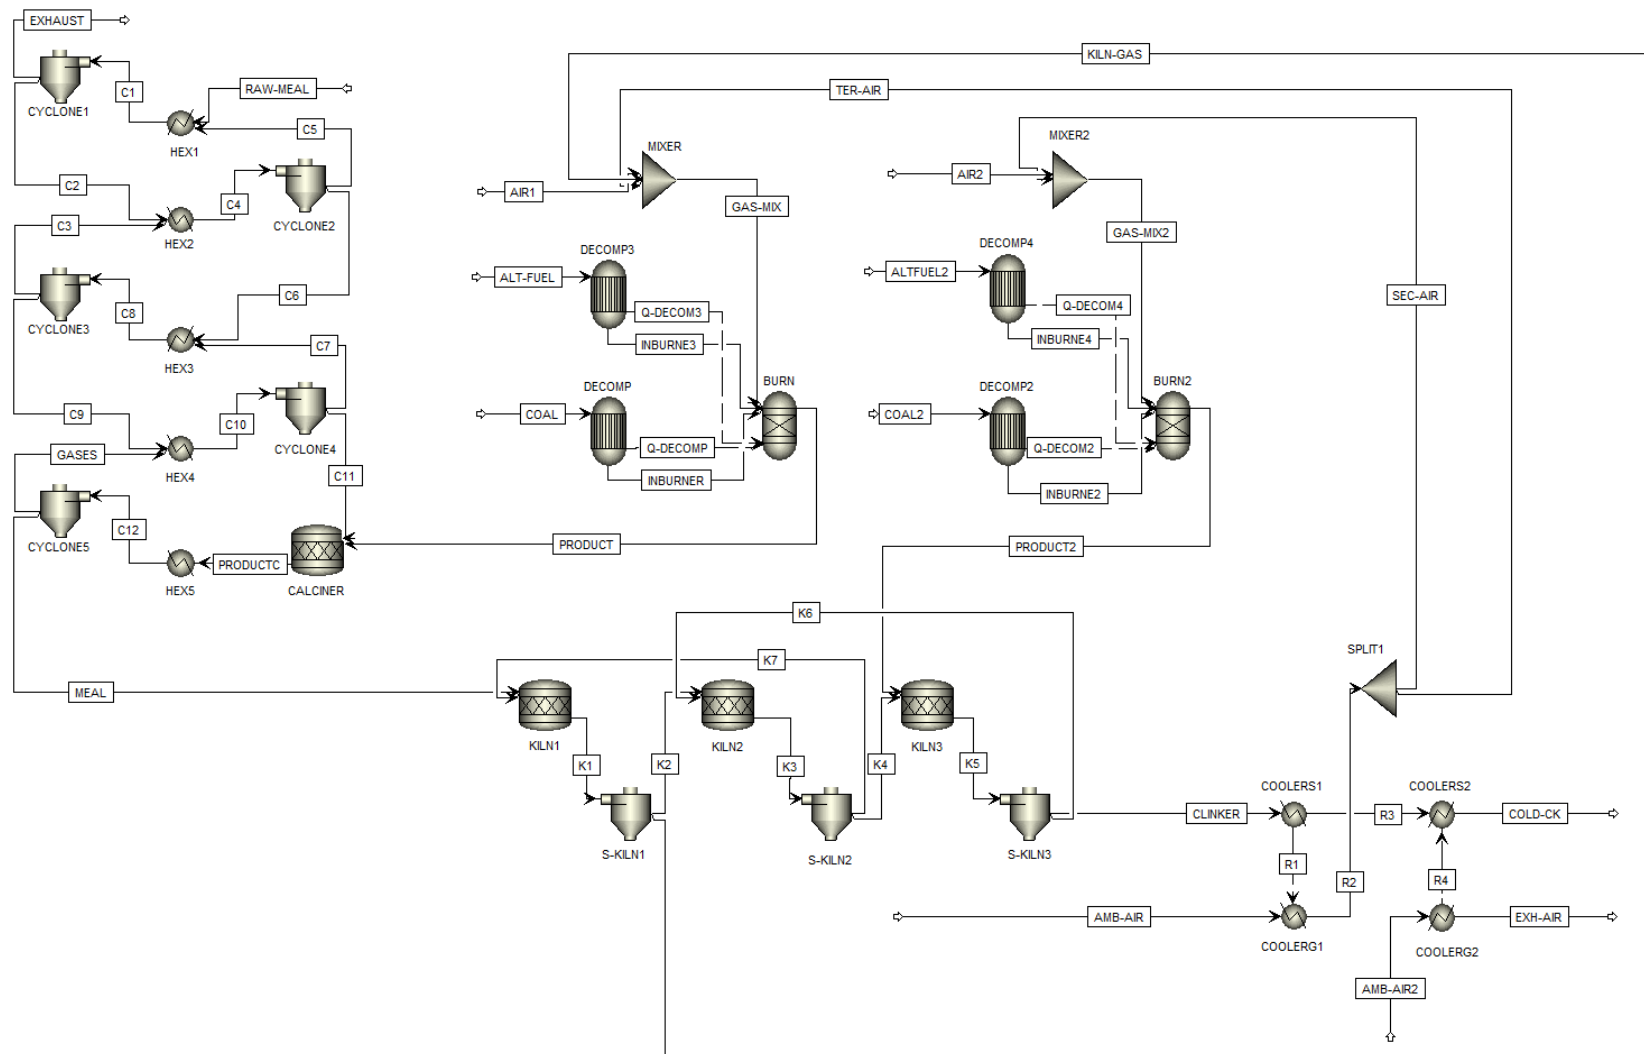 EXHAUST
KILN-GAS
RAW-MEAL
TER-AIR
C1
CYCLONE1
C5
HEX1
MIXER
MIXER2
AIR2
C2
AIR1
C4
GAS-MIX
C3
CYCLONE2
GAS-MIX2
HEX2
DECOMP3
DECOMP4
ALT-FUEL
ALTFUEL2
C6
SEC-AIR
C8
Q-DECOM3
Q-DECOM4
CYCLONE3
INBURNE3
INBURNE4
C7
HEX3
DECOMP
BURN
DECOMP2
BURN2
C9
COAL
COAL2
C10
CYCLONE4
GASES
Q-DECOMP
Q-DECOM2
HEX4
C11
INBURNER
INBURNE2
C12
CYCLONE5
PRODUCT
PRODUCT2
PRODUCTC
HEX5
CALCINER
K6
SPLIT1
K7
MEAL
KILN1
KILN2
KILN3
K1
K2
K3
K4
K5
COOLERS1
COOLERS2
CLINKER
R3
COLD-CK
S-KILN1
S-KILN2
S-KILN3
R1
R2
R4
AMB-AIR
EXH-AIR
COOLERG1
COOLERG2
AMB-AIR2